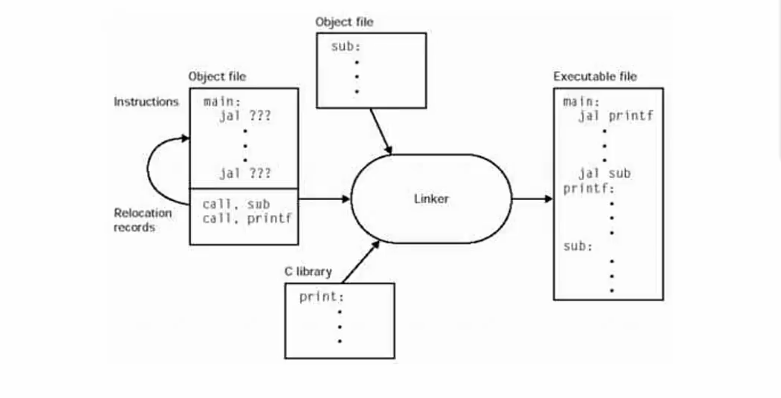 Object file
sub:
Object file
Instructions
main:
jal ???
jal ???
Relocation
records
call, sub
call, printf
Linker
C library
print:
Executable file
main:
jal printf
jal sub
printf:
sub: